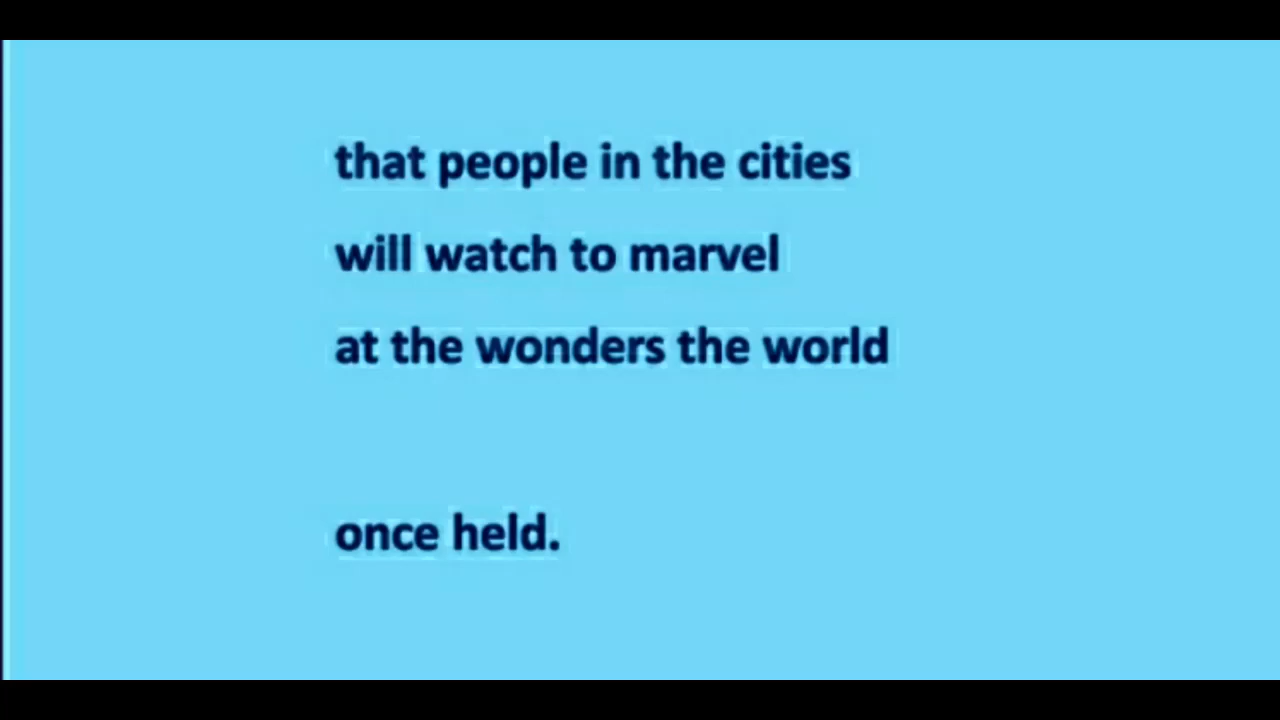 that people in the cities
will watch to marvel
at the wonders the world
once held.